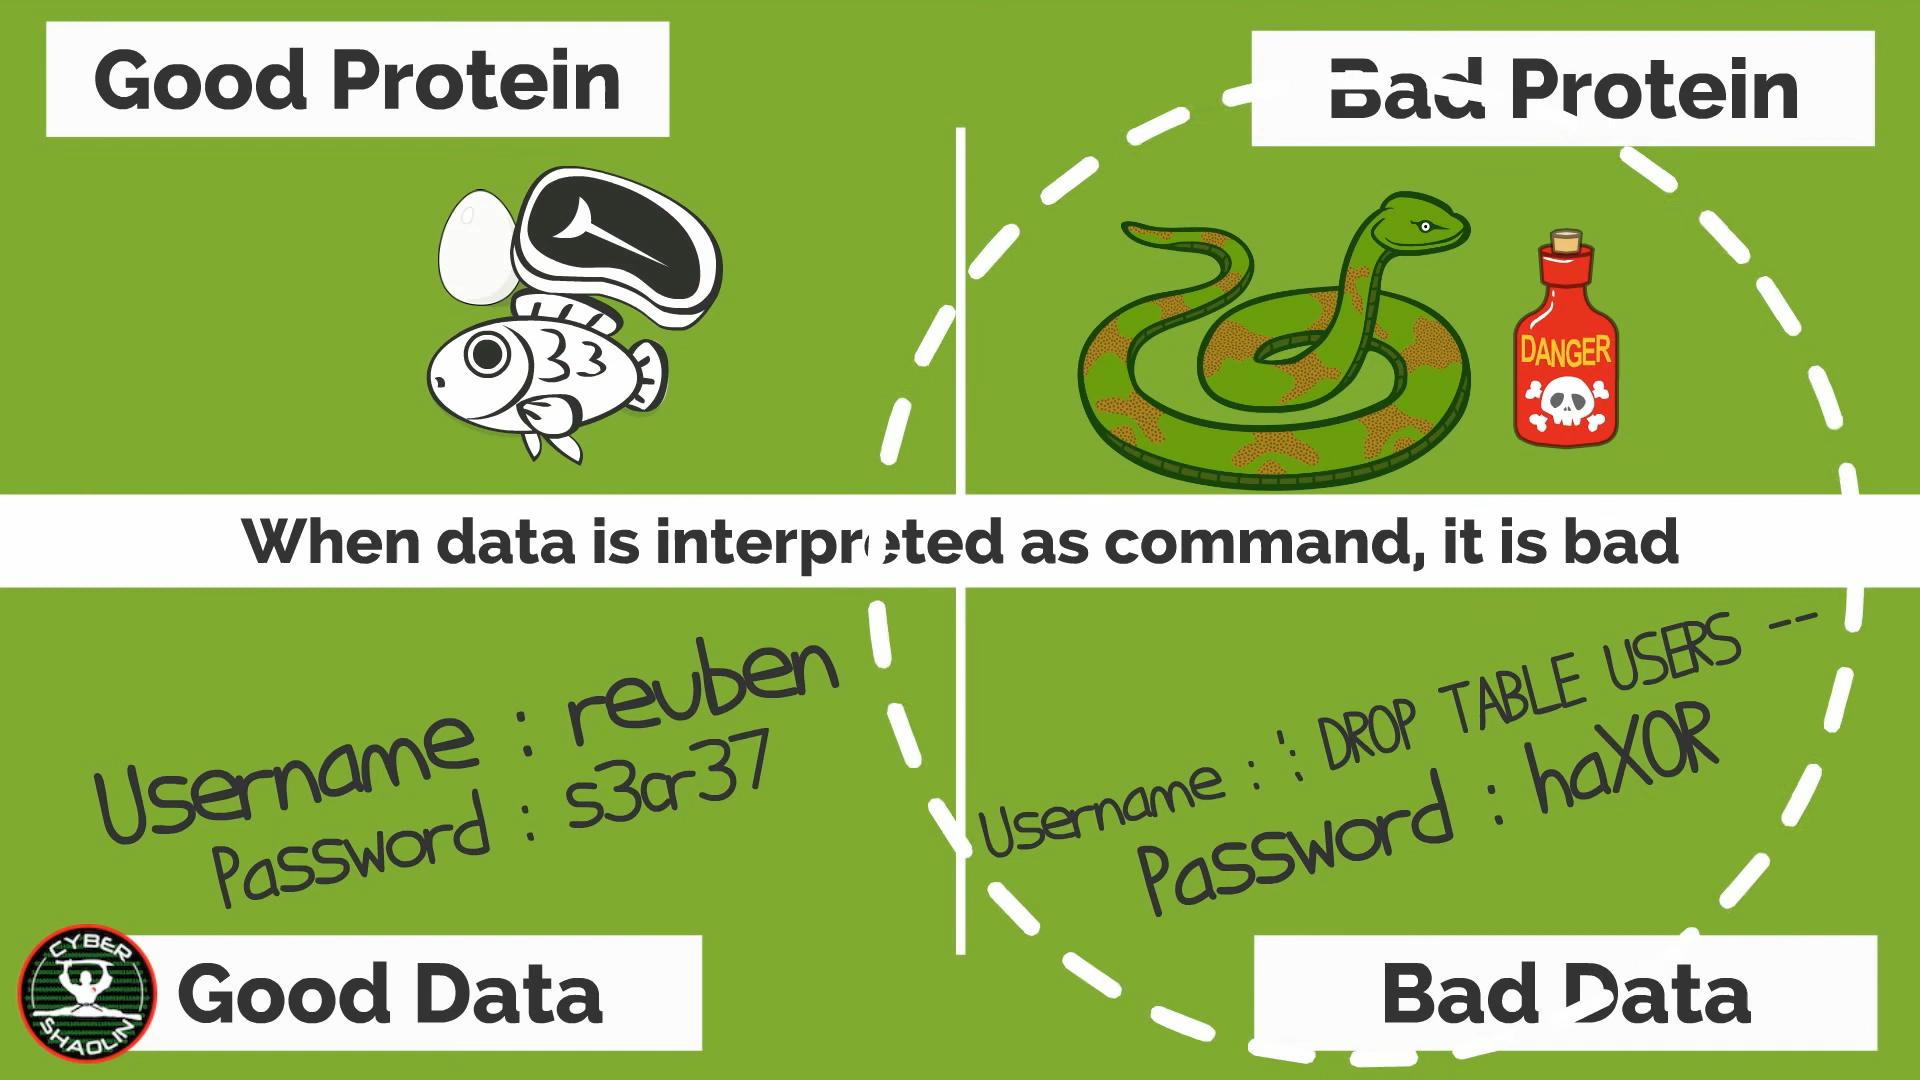 Good Protein
Bad Protein
DANGER
When data is interpreted as command, it is bad
Username : reuben
Password : s3cr37
Username : '; DROP TABLE USERS --
Password : haX0R
CYBER
SHAOLIN
Good Data
Bad Data